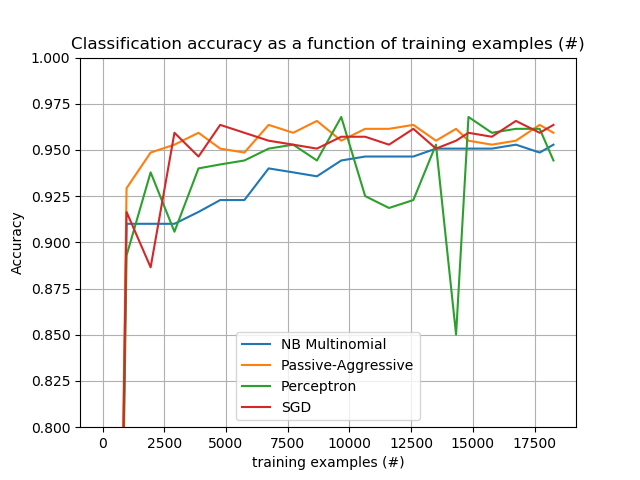 Classification accuracy as a function of training examples (#)
1.000
0.975
0.950
0.925
0.900
0.875
0.850
0.825
0.800
Accuracy
NB Multinomial
Passive-Aggressive
Perceptron
SGD
0 2500 5000 7500 10000 12500 15000 17500
training examples (#)